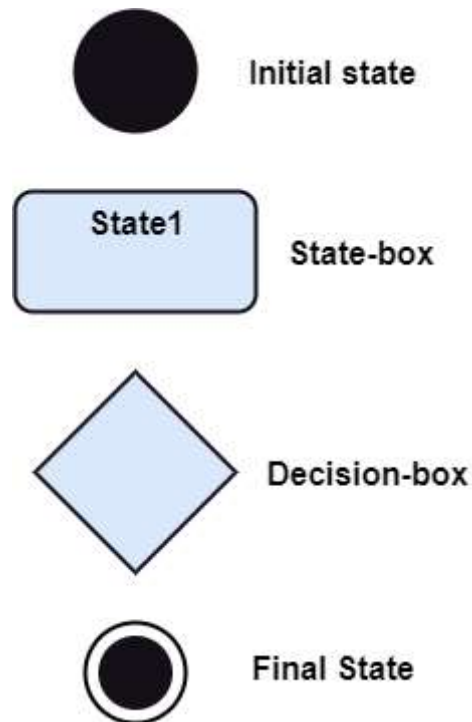 Initial state
State1
State-box
Decision-box
Final State